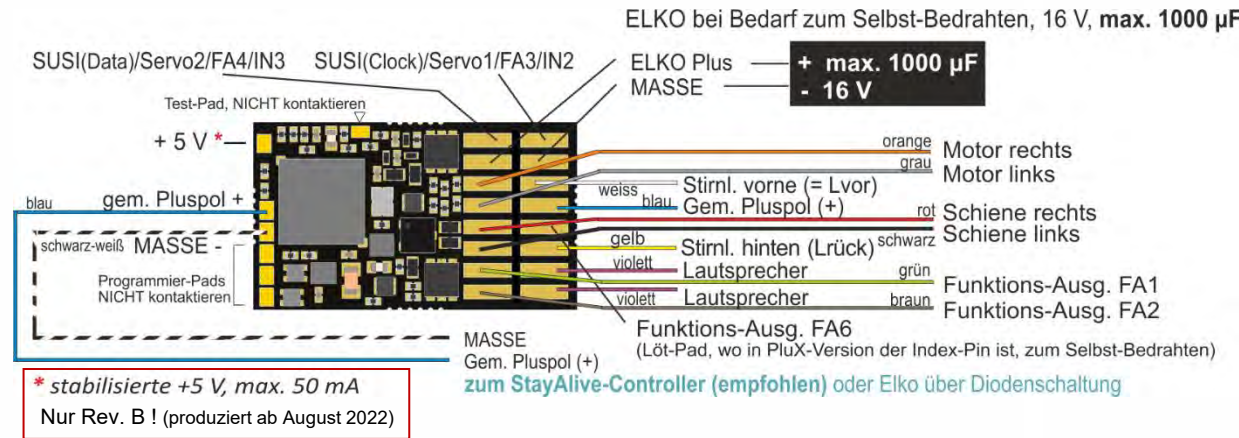 ELKO bei Bedarf zum Selbst-Bedrahten, 16 V, max. 1000 µF
SUSI(Data)/Servo2/FA4/IN3 SUSI(Clock)/Servo1/FA3/IN2
ELKO Plus
MASSE
+ max. 1000 µF
- 16 V
Test-Pad, NICHT kontaktieren
+ 5 V *
orange Motor rechts
grau Motor links
weiss Stirnl. vorne (= Lvor)
blau Gem. Pluspol (+)
blau gem. Pluspol +
rot Schiene rechts
schwarz Schiene links
schwarz-weiß MASSE -
gelb Stirnl. hinten (Lrück)
Programmier-Pads
NICHT kontaktieren
violett Lautsprecher
grün Funktions-Ausg. FA1
violett Lautsprecher
braun Funktions-Ausg. FA2
Funktions-Ausg. FA6
(Löt-Pad, wo in PluX-Version der Index-Pin ist, zum Selbst-Bedrahten)
MASSE
Gem. Pluspol (+)
zum StayAlive-Controller (empfohlen) oder Elko über Diodenschaltung
* stabilisierte +5 V, max. 50 mA
Nur Rev. B ! (produziert ab August 2022)